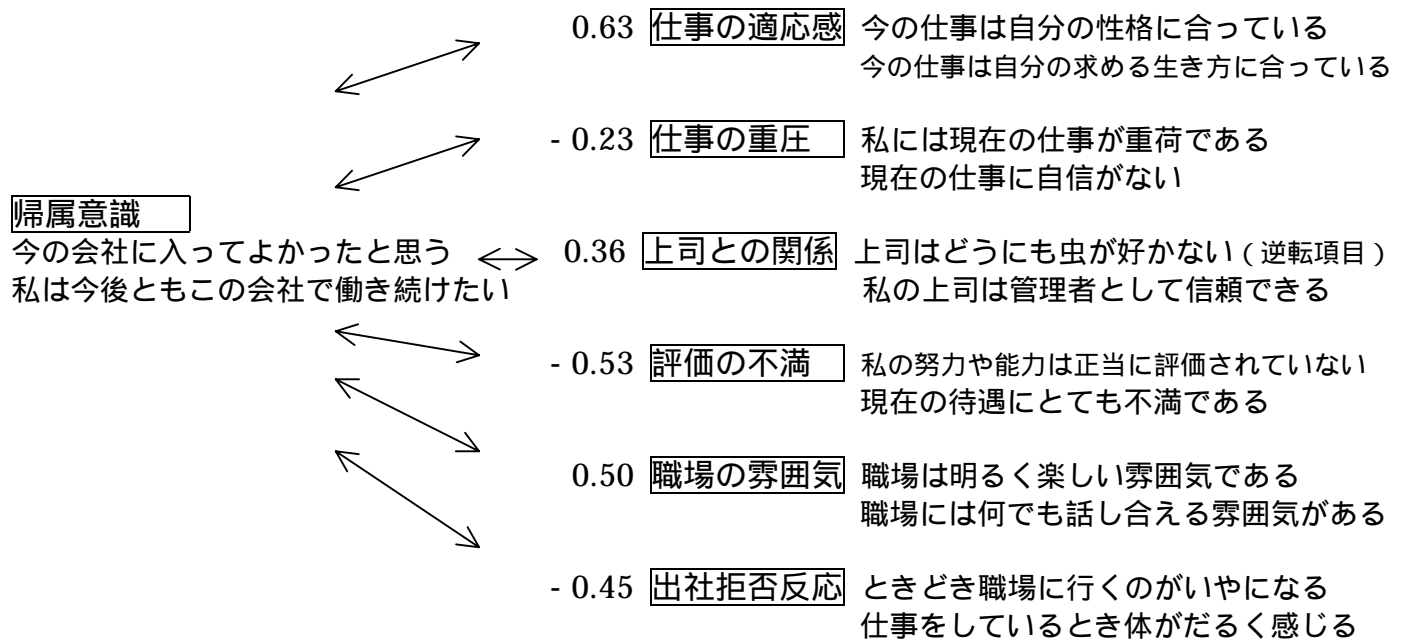 0.63 仕事の適応感 今の仕事は自分の性格に合っている
今の仕事は自分の求める生き方に合っている
- 0.23 仕事の重圧 私には現在の仕事が重荷である
現在の仕事に自信がない
帰属意識
今の会社に入ってよかったと思う
私は今後ともこの会社で働き続けたい
0.36 上司との関係 上司はどうにも虫が好かない(逆転項目)
私の上司は管理者として信頼できる
- 0.53 評価の不満 私の努力や能力は正当に評価されていない
現在の待遇にとても不満である
0.50 職場の雰囲気 職場は明るく楽しい雰囲気である
職場には何でも話し合える雰囲気がある
- 0.45 出社拒否反応 ときどき職場に行くのがいやになる
仕事をしているとき体がだるく感じる